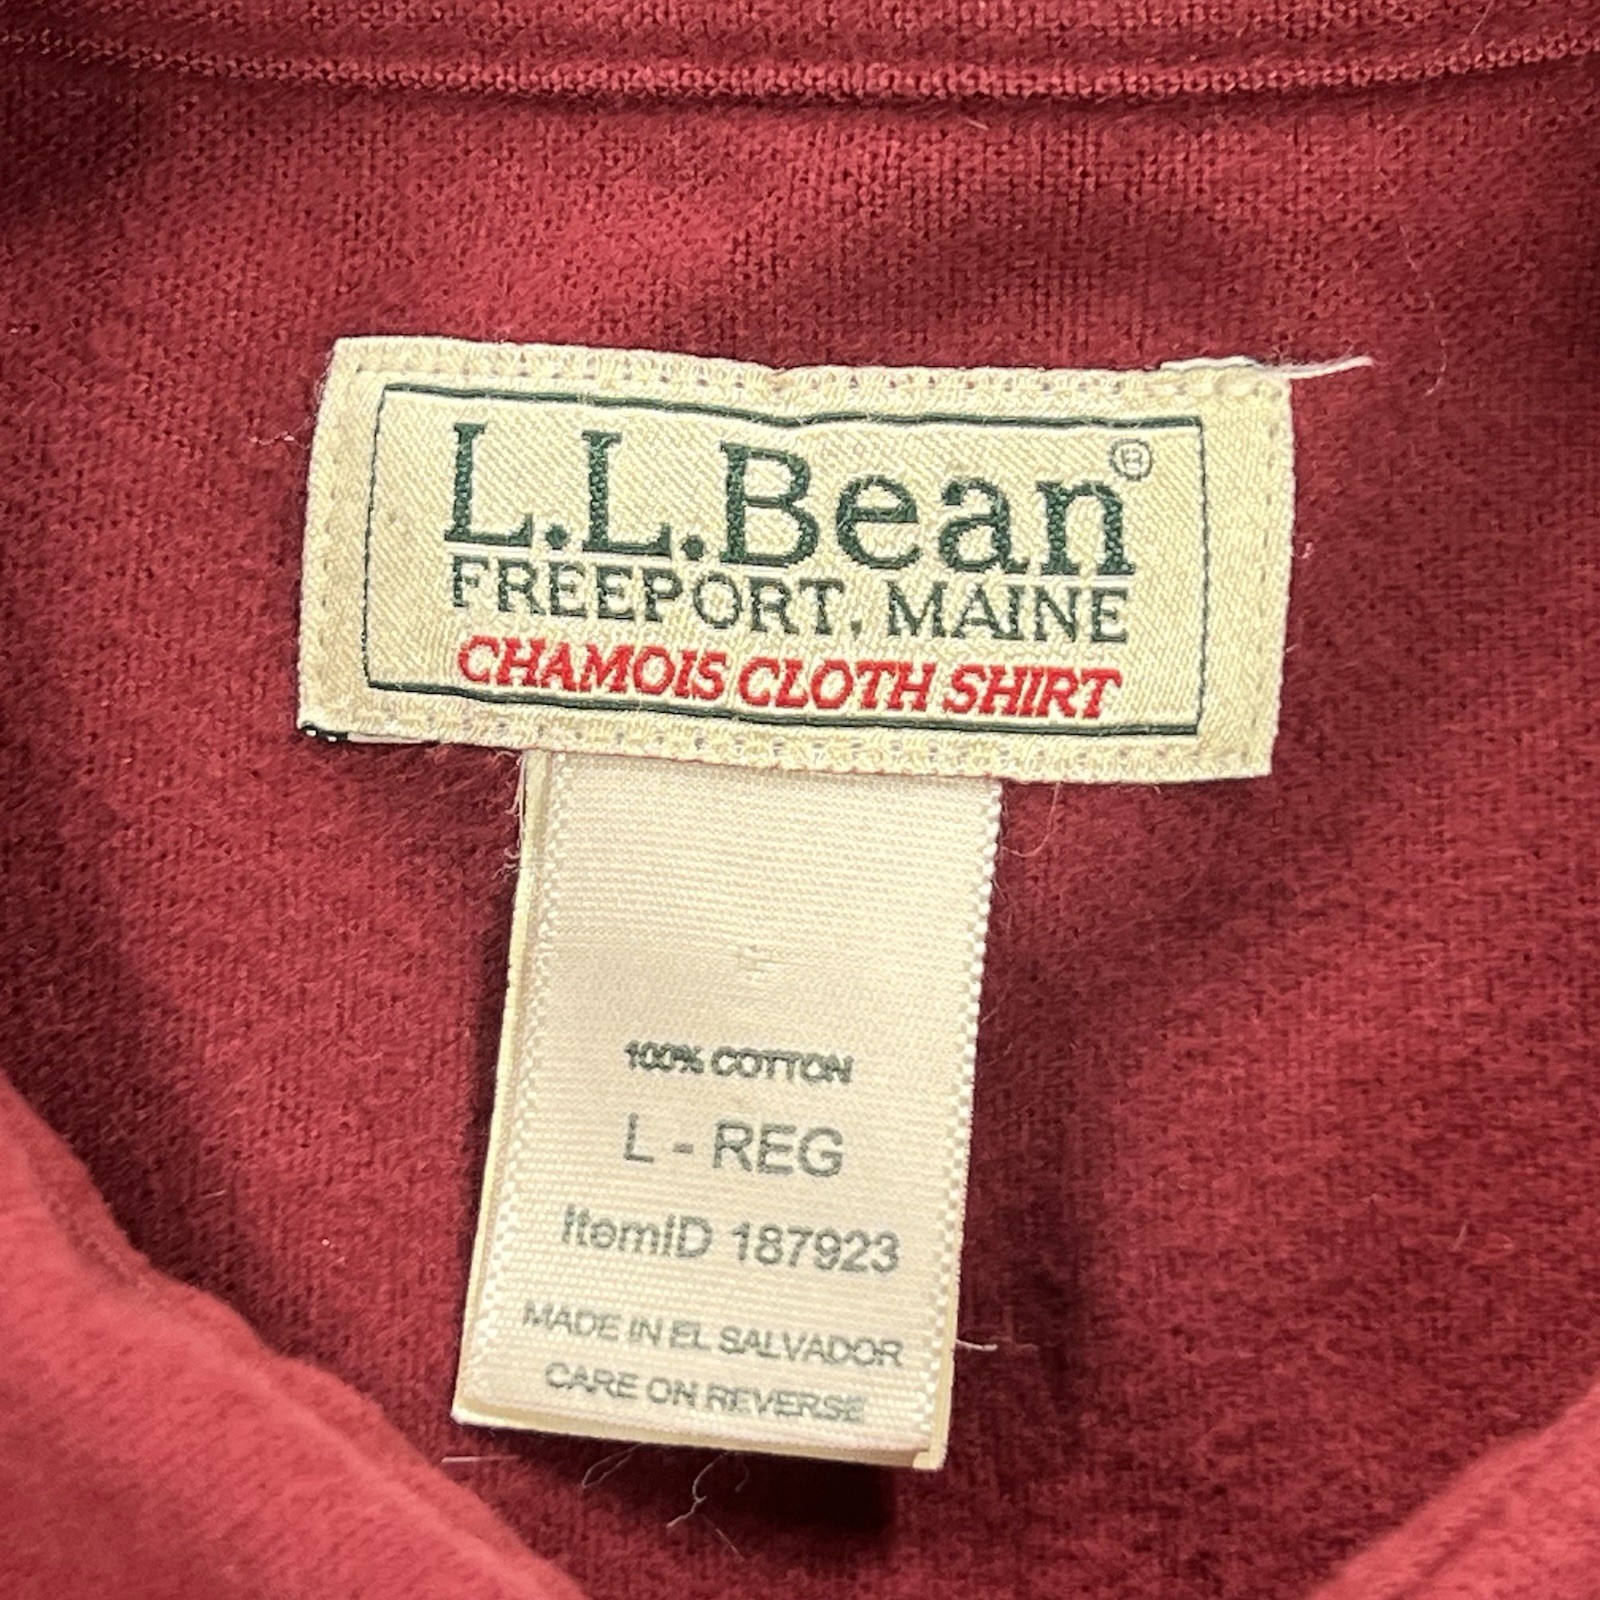 L.L.Bean®
FREEPORT, MAINE
CHAMOIS CLOTH SHIRT
100% COTTON
L - REG
ItemID 187923
MADE IN EL SALVADOR
CARE ON REVERSE